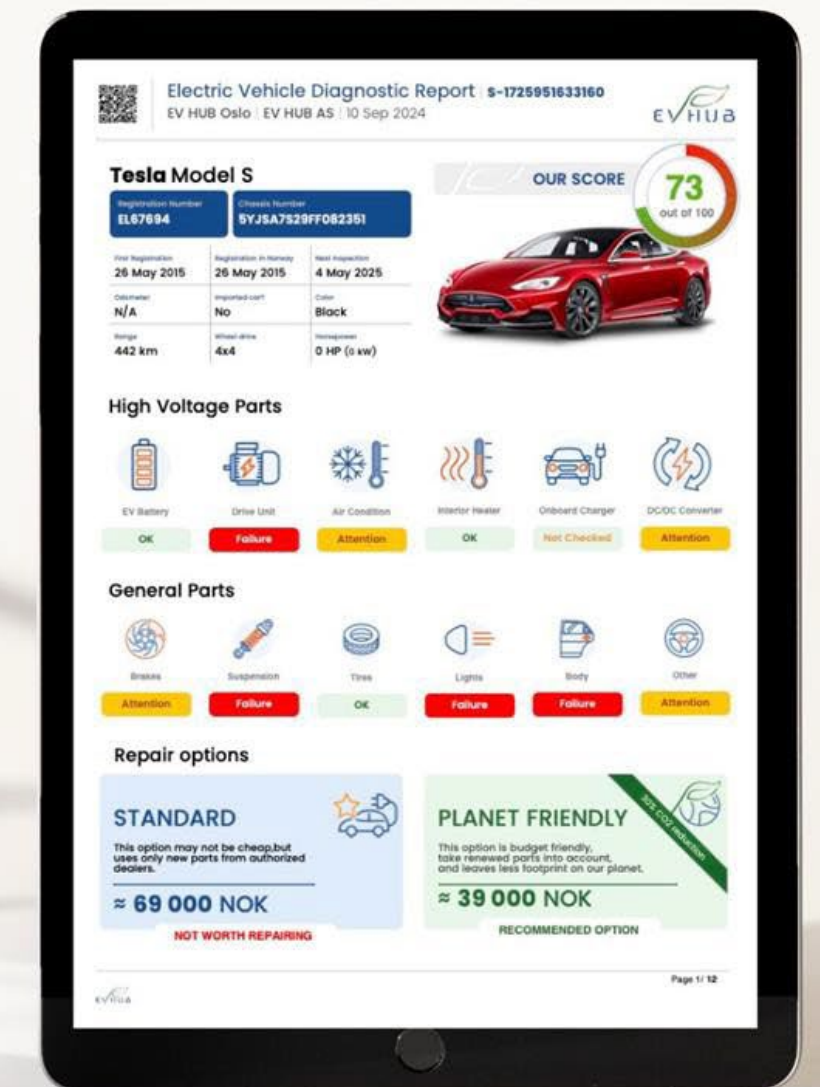 Electric Vehicle Diagnostic Report | S-1725951633160
EV HUB Oslo | EV HUB AS | 10 Sep 2024
EVHUB
Tesla Model S
OUR SCORE
73
out of 100
Registration Number
EL67694
Chassis Number
5YJSA7S29FF082351
First Registration
26 May 2015
Registration in Norway
26 May 2015
Next Inspection
4 May 2025
Odometer
N/A
Imported car?
No
Color
Black
Range
442 km
Wheel drive
4x4
Horsepower
0 HP (0 kW)
High Voltage Parts
EV Battery
Drive Unit
Air Condition
Interior Heater
Onboard Charger
DC/DC Converter
OK
Failure
Attention
OK
Not Checked
Attention
General Parts
Brakes
Suspension
Tires
Lights
Body
Other
Attention
Failure
OK
Failure
Failure
Attention
Repair options
STANDARD
This option may not be cheap,but
uses only new parts from authorized
dealers.
≈ 69 000 NOK
NOT WORTH REPAIRING
30% CO2 reduction
PLANET FRIENDLY
This option is budget friendly,
take renewed parts into account,
and leaves less footprint on our planet.
≈ 39 000 NOK
RECOMMENDED OPTION
Page 1/ 12
EVHUB